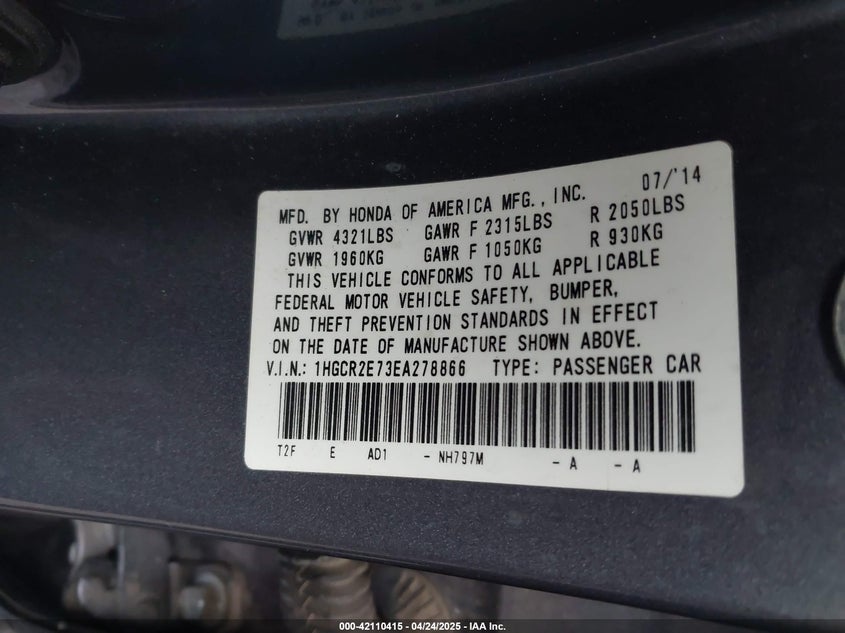 07/'14
MFD. BY HONDA OF AMERICA MFG., INC.
GVWR 4321LBS GAWR F 2315LBS R 2050LBS
GVWR 1960KG GAWR F 1050KG R 930KG
THIS VEHICLE CONFORMS TO ALL APPLICABLE
FEDERAL MOTOR VEHICLE SAFETY, BUMPER,
AND THEFT PREVENTION STANDARDS IN EFFECT
ON THE DATE OF MANUFACTURE SHOWN ABOVE.
V.I.N.: 1HGCR2E73EA278866 TYPE: PASSENGER CAR
T2F E AD1 - NH797M - A - A
000-42110415 - 04/24/2025 - IAA Inc.